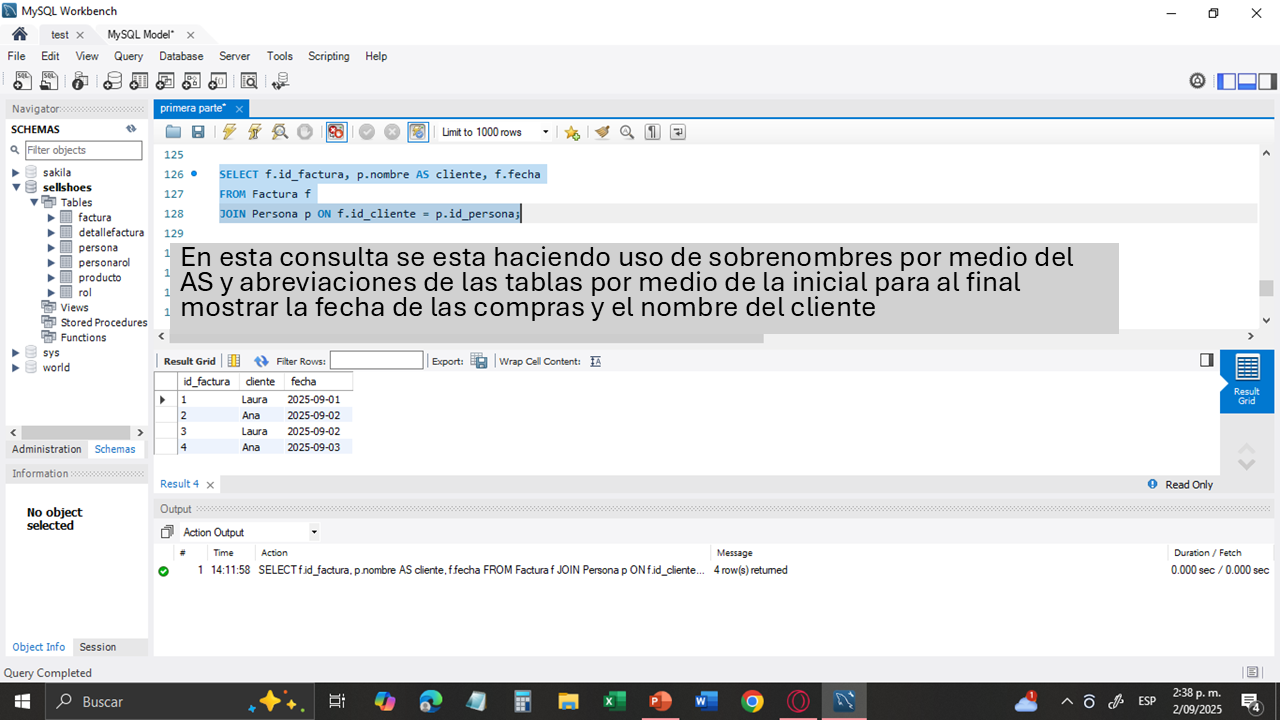 MySQL Workbench
test
MySQL Model*
File Edit View Query Database Server Tools Scripting Help
Navigator
SCHEMAS
Filter objects
sakila
sellshoes
Tables
factura
detallefactura
persona
personarol
producto
rol
Views
Stored Procedures
Functions
sys
world
Administration Schemas
Information
No object
selected
Object Info Session
primera parte*
Limit to 1000 rows
125
126 SELECT f.id_factura, p.nombre AS cliente, f.fecha
127 FROM Factura f
128 JOIN Persona p ON f.id_cliente = p.id_persona;
129
En esta consulta se esta haciendo uso de sobrenombres por medio del
AS y abreviaciones de las tablas por medio de la inicial para al final
mostrar la fecha de las compras y el nombre del cliente
Result Grid Filter Rows: Export: Wrap Cell Content:
id_factura cliente fecha
1 Laura 2025-09-01
2 Ana 2025-09-02
3 Laura 2025-09-02
4 Ana 2025-09-03
Result
Grid
Result 4
Read Only
Output
Action Output
# Time Action Message Duration / Fetch
1 14:11:58 SELECT f.id_factura, p.nombre AS cliente, f.fecha FROM Factura f JOIN Persona p ON f.id_cliente... 4 row(s) returned 0.000 sec / 0.000 sec
Query Completed
Buscar
1
ESP
2:38 p. m.
2/09/2025
4